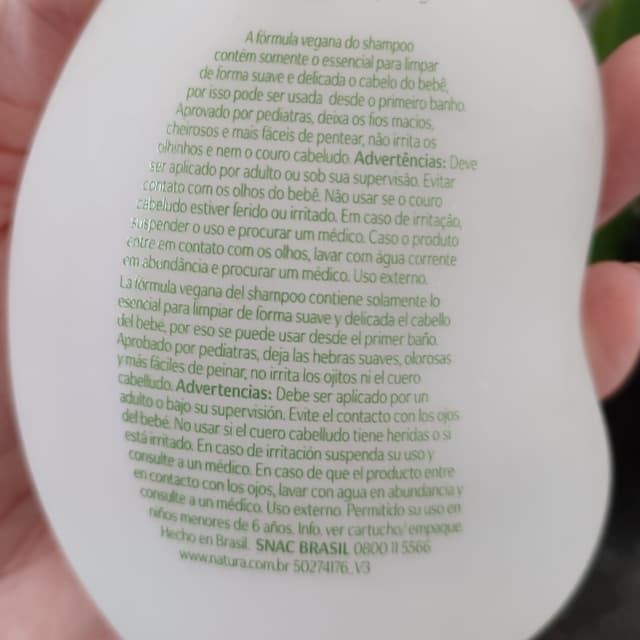 A fórmula vegana do shampoo
contém somente o essencial para limpar
de forma suave e delicada o cabelo do bebê,
por isso pode ser usada desde o primeiro banho.
Aprovado por pediatras, deixa os fios macios,
cheirosos e mais fáceis de pentear, não irrita os
olhinhos e nem o couro cabeludo. Advertências: Deve
ser aplicado por adulto ou sob sua supervisão. Evitar
contato com os olhos do bebê. Não usar se o couro
cabeludo estiver ferido ou irritado. Em caso de irritação,
suspender o uso e procurar um médico. Caso o produto
entre em contato com os olhos, lavar com água corrente
em abundância e procurar um médico. Uso externo.
La fórmula vegana del shampoo contiene solamente lo
esencial para limpiar de forma suave y delicada el cabello
del bebé, por eso se puede usar desde el primer baño.
Aprobado por pediatras, deja las hebras suaves, olorosas
y más fáciles de peinar, no irrita los ojitos ni el cuero
cabelludo. Advertencias: Debe ser aplicado por un
adulto o bajo su supervisión. Evite el contacto con los ojos
del bebé. No usar si el cuero cabelludo tiene heridas o si
está irritado. En caso de irritación suspenda su uso y
consulte a un médico. En caso de que el producto entre
en contacto con los ojos, lavar con agua en abundancia y
consulte a un médico. Uso externo. Permitido su uso en
niños menores de 6 años. Info. ver cartucho/empaque.
Hecho en Brasil. SNAC BRASIL 0800 11 5566
www.natura.com.br 50274176_V3